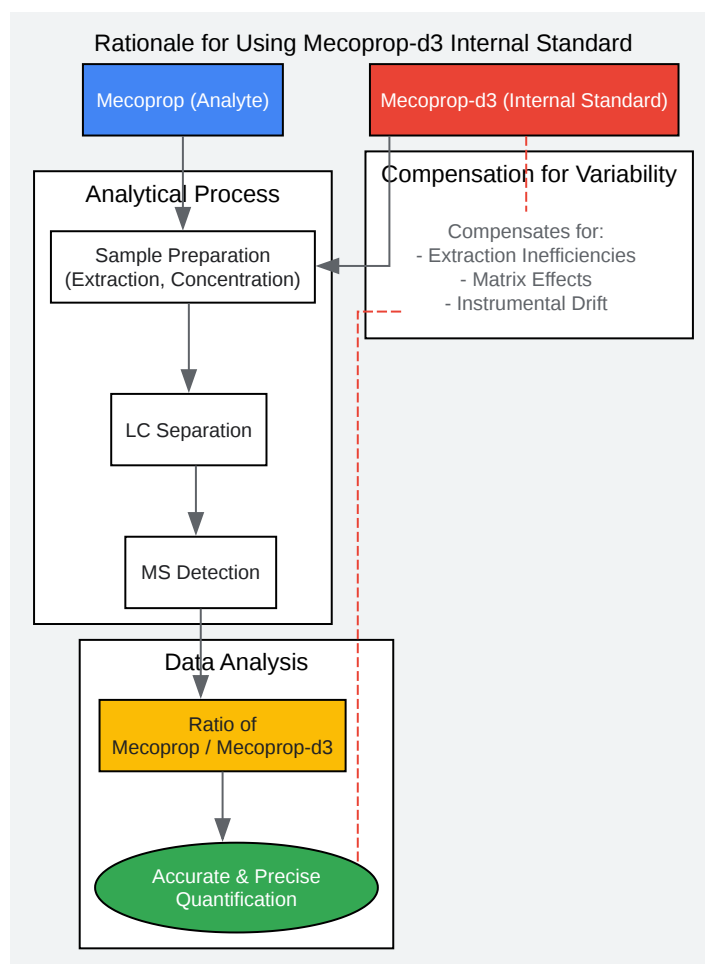 Rationale for Using Mecoprop-d3 Internal Standard
Mecoprop (Analyte)
Mecoprop-d3 (Internal Standard)
Analytical Process
Compensation for Variability
Sample Preparation
(Extraction, Concentration)
Compensates for:
- Extraction Inefficiencies
- Matrix Effects
- Instrumental Drift
LC Separation
MS Detection
Data Analysis
Ratio of
Mecoprop / Mecoprop-d3
Accurate & Precise
Quantification